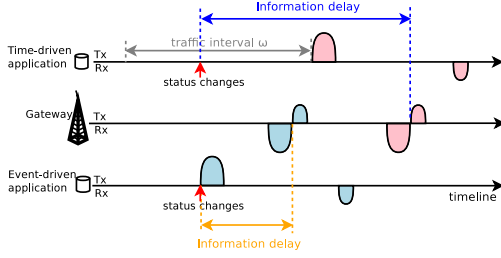 Information delay
Time-driven
application
Tx
Rx
traffic interval ω
status changes
Gateway
Tx
Rx
Event-driven
application
Tx
Rx
status changes
timeline
Information delay